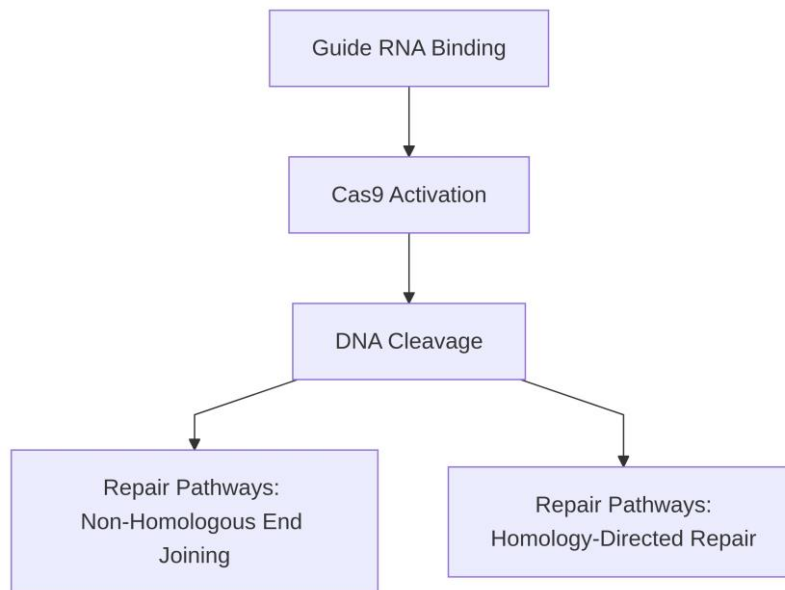 Guide RNA Binding
Cas9 Activation
DNA Cleavage
Repair Pathways:
Non-Homologous End
Joining
Repair Pathways:
Homology-Directed Repair